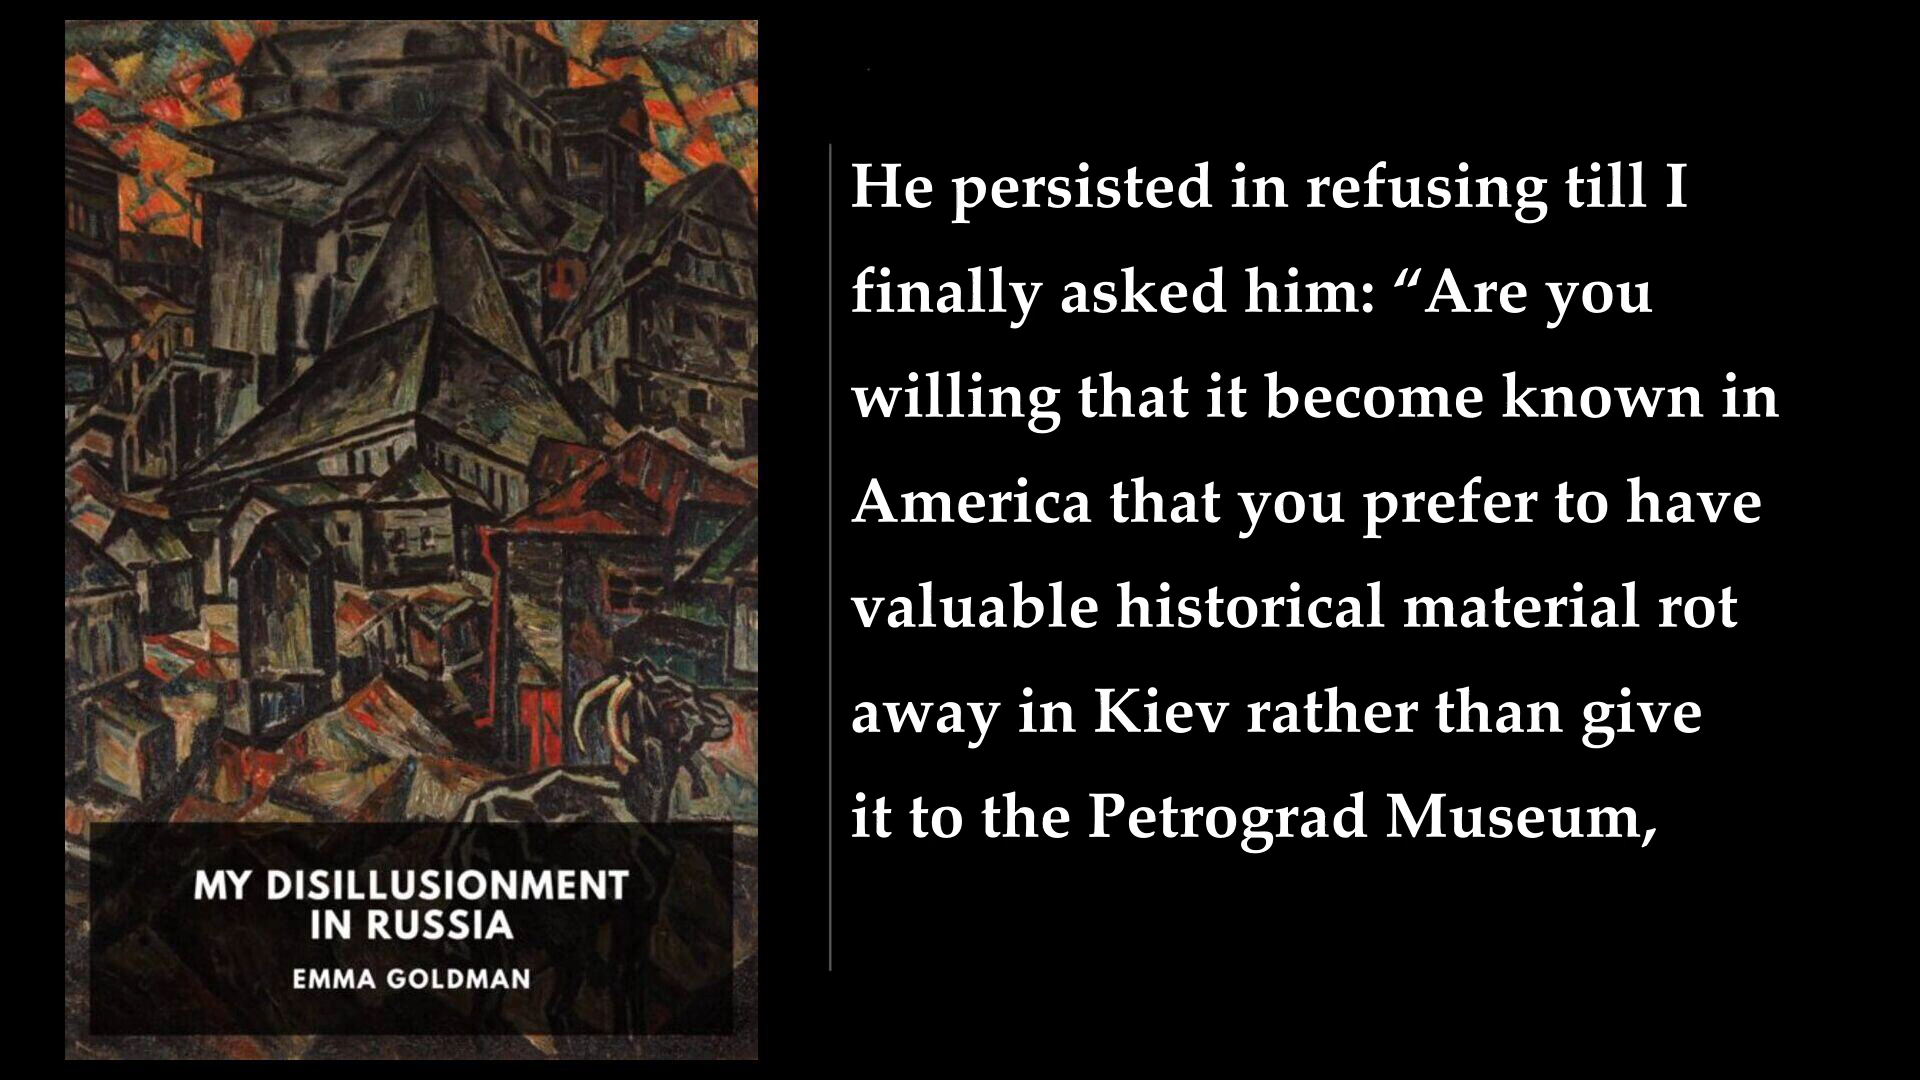 MY DISILLUSIONMENT
IN RUSSIA
EMMA GOLDMAN
He persisted in refusing till I
finally asked him: “Are you
willing that it become known in
America that you prefer to have
valuable historical material rot
away in Kiev rather than give
it to the Petrograd Museum,